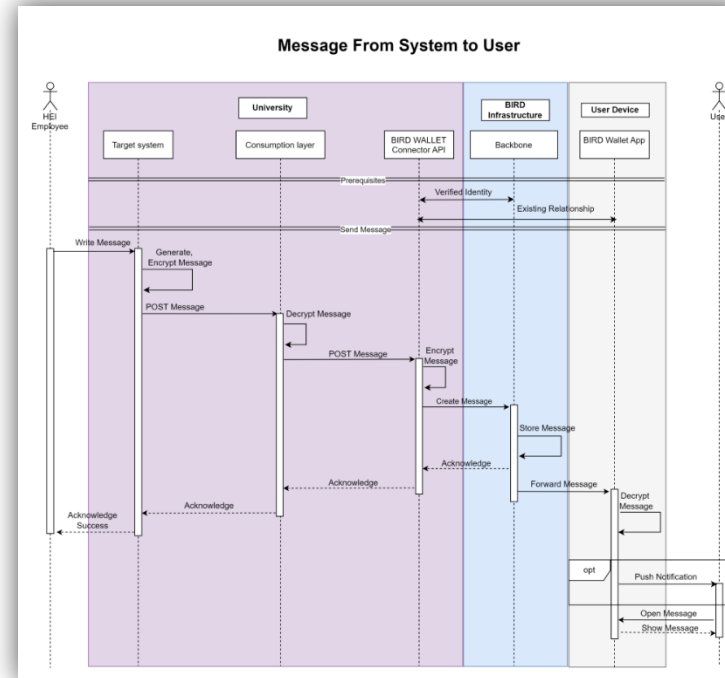 Message From System to User
HEI
Employee
University
BIRD
Infrastructure
User Device
Target system
Consumption layer
BIRD WALLET
Connector API
Backbone
BIRD Wallet App
Prerequisites
Verified Identity
Existing Relationship
Send Message
Write Message
Generate,
Encrypt Message
POST Message
Decrypt Message
POST Message
Encrypt
Message
Create Message
Store Message
Acknowledge
Forward Message
Acknowledge
Decrypt
Message
Acknowledge
Acknowledge
Success
opt
Push Notification
Open Message
Show Message